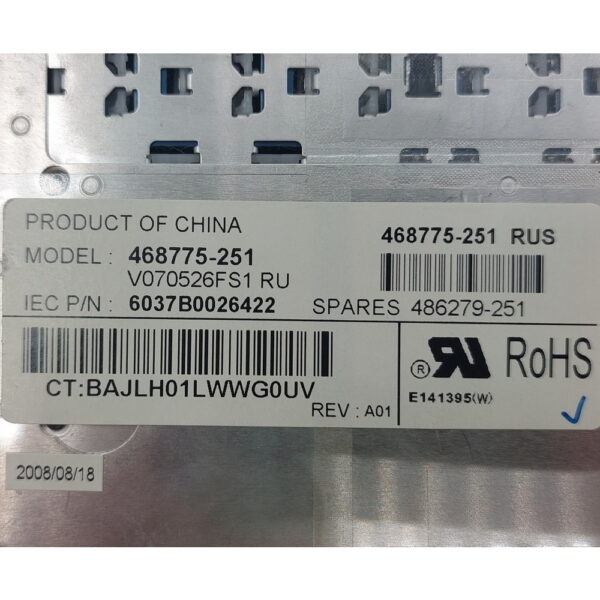 PRODUCT OF CHINA
MODEL : 468775-251
V070526FS1 RU
IEC P/N : 6037B0026422
468775-251 RUS
SPARES 486279-251
CT:BAJLH01LWWG0UV
REV : A01
® RU
E141395(W)
RoHS
2008/08/18